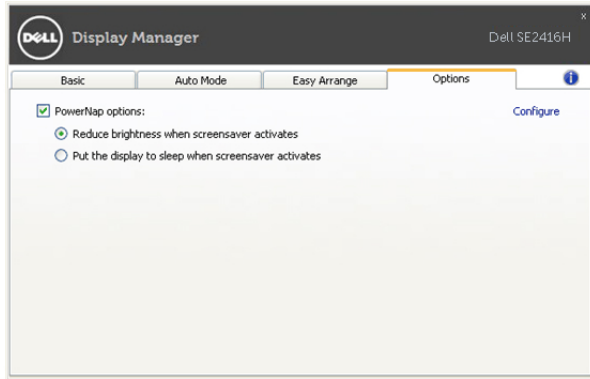 x
DELL Display Manager Dell SE2416H
Basic Auto Mode Easy Arrange Options i
PowerNap options: Configure
Reduce brightness when screensaver activates
Put the display to sleep when screensaver activates